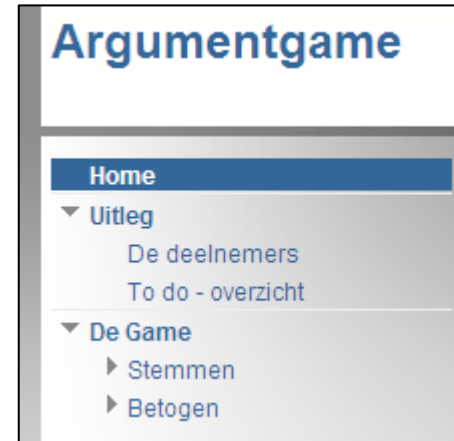 Argumentgame
Home
Uitleg
De deelnemers
To do - overzicht
De Game
Stemmen
Betogen